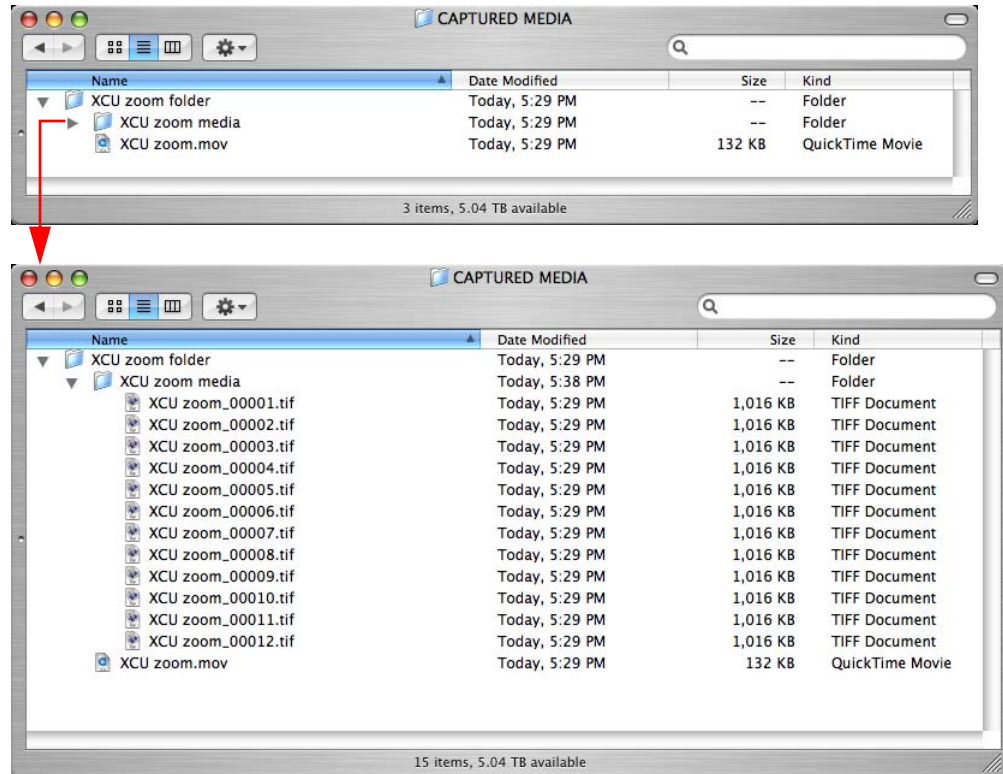 CAPTURED MEDIA
Name Date Modified Size Kind
XCU zoom folder Today, 5:29 PM -- Folder
XCU zoom media Today, 5:29 PM -- Folder
XCU zoom.mov Today, 5:29 PM 132 KB QuickTime Movie
3 items, 5.04 TB available
CAPTURED MEDIA
Name Date Modified Size Kind
XCU zoom folder Today, 5:29 PM -- Folder
XCU zoom media Today, 5:38 PM -- Folder
XCU zoom_00001.tif Today, 5:29 PM 1,016 KB TIFF Document
XCU zoom_00002.tif Today, 5:29 PM 1,016 KB TIFF Document
XCU zoom_00003.tif Today, 5:29 PM 1,016 KB TIFF Document
XCU zoom_00004.tif Today, 5:29 PM 1,016 KB TIFF Document
XCU zoom_00005.tif Today, 5:29 PM 1,016 KB TIFF Document
XCU zoom_00006.tif Today, 5:29 PM 1,016 KB TIFF Document
XCU zoom_00007.tif Today, 5:29 PM 1,016 KB TIFF Document
XCU zoom_00008.tif Today, 5:29 PM 1,016 KB TIFF Document
XCU zoom_00009.tif Today, 5:29 PM 1,016 KB TIFF Document
XCU zoom_00010.tif Today, 5:29 PM 1,016 KB TIFF Document
XCU zoom_00011.tif Today, 5:29 PM 1,016 KB TIFF Document
XCU zoom_00012.tif Today, 5:29 PM 1,016 KB TIFF Document
XCU zoom.mov Today, 5:29 PM 132 KB QuickTime Movie
15 items, 5.04 TB available